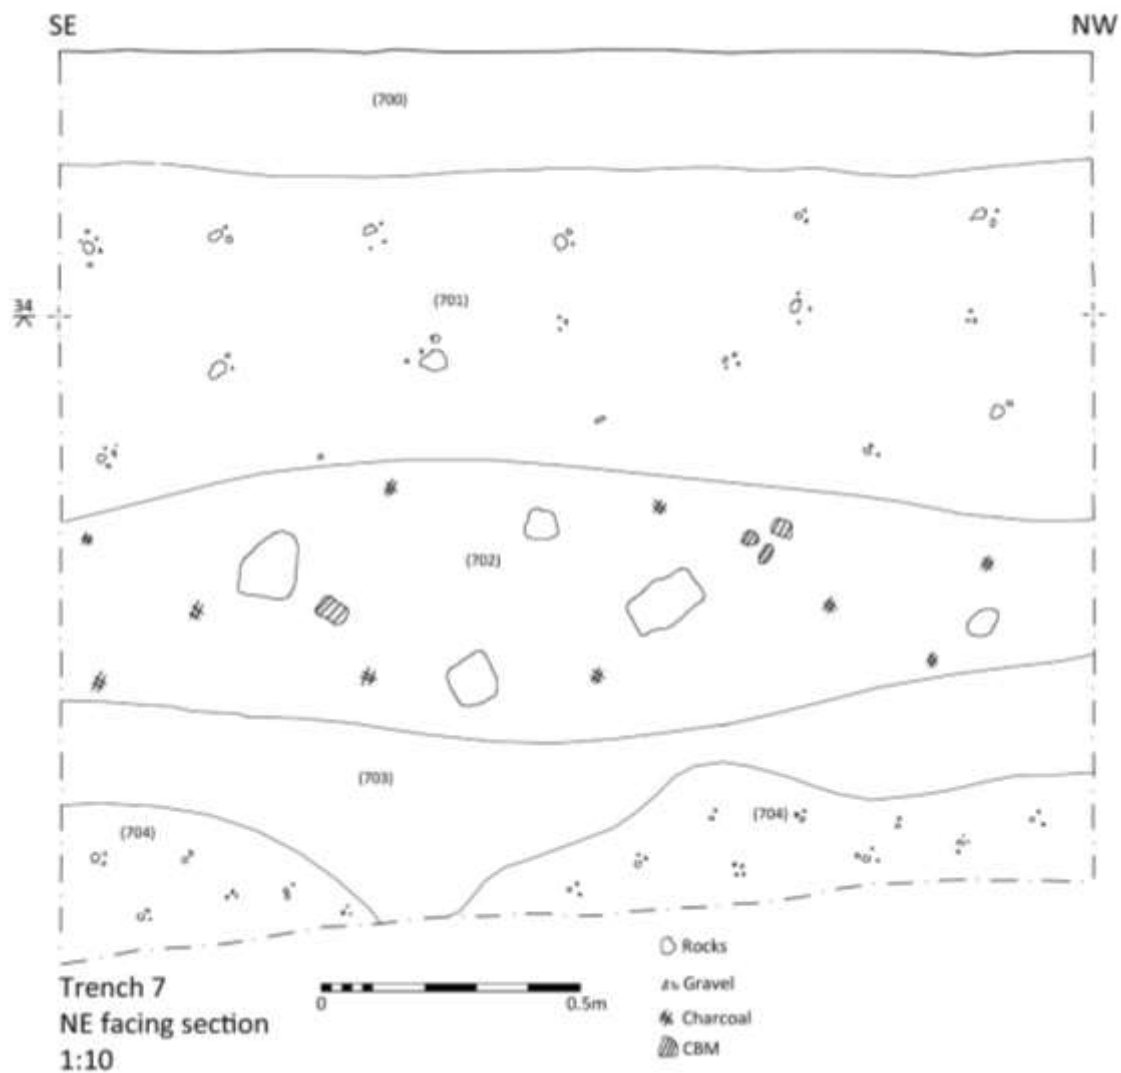 SE
NW
(700)
34
(701)
(702)
(703)
(704)
(704)
Rocks
Trench 7
0
0.5m
Gravel
NE facing section
Charcoal
1:10
CBM